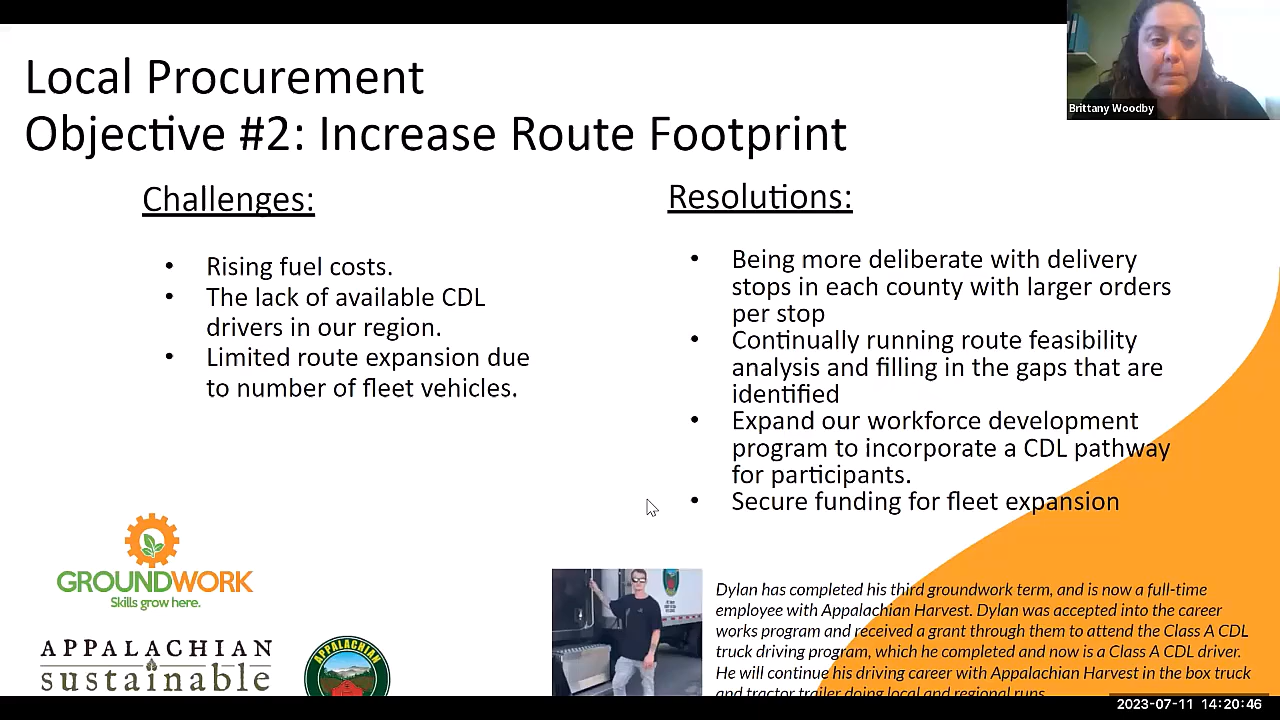 Local Procurement
Objective #2: Increase Route Footprint
Brittany Woodby
Challenges:
• Rising fuel costs.
• The lack of available CDL
drivers in our region.
• Limited route expansion due
to number of fleet vehicles.
Resolutions:
• Being more deliberate with delivery
stops in each county with larger orders
per stop
• Continually running route feasibility
analysis and filling in the gaps that are
identified
• Expand our workforce development
program to incorporate a CDL pathway
for participants.
• Secure funding for fleet expansion
GROUNDWORK
Skills grow here.
APPALACHIAN
sustainable
APPALACHIAN
Dylan has completed his third groundwork term, and is now a full-time
employee with Appalachian Harvest. Dylan was accepted into the career
works program and received a grant through them to attend the Class A CDL
truck driving program, which he completed and now is a Class A CDL driver.
He will continue his driving career with Appalachian Harvest in the box truck
and tractor trailer doing local and regional runs
2023-07-11 14:20:46